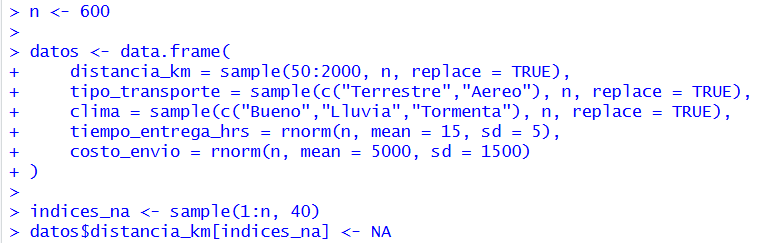 > n <- 600
>
> datos <- data.frame(
+     distancia_km = sample(50:2000, n, replace = TRUE),
+     tipo_transporte = sample(c("Terrestre","Aereo"), n, replace = TRUE),
+     clima = sample(c("Bueno","Lluvia","Tormenta"), n, replace = TRUE),
+     tiempo_entrega_hrs = rnorm(n, mean = 15, sd = 5),
+     costo_envio = rnorm(n, mean = 5000, sd = 1500)
+ )
>
> indices_na <- sample(1:n, 40)
> datos$distancia_km[indices_na] <- NA